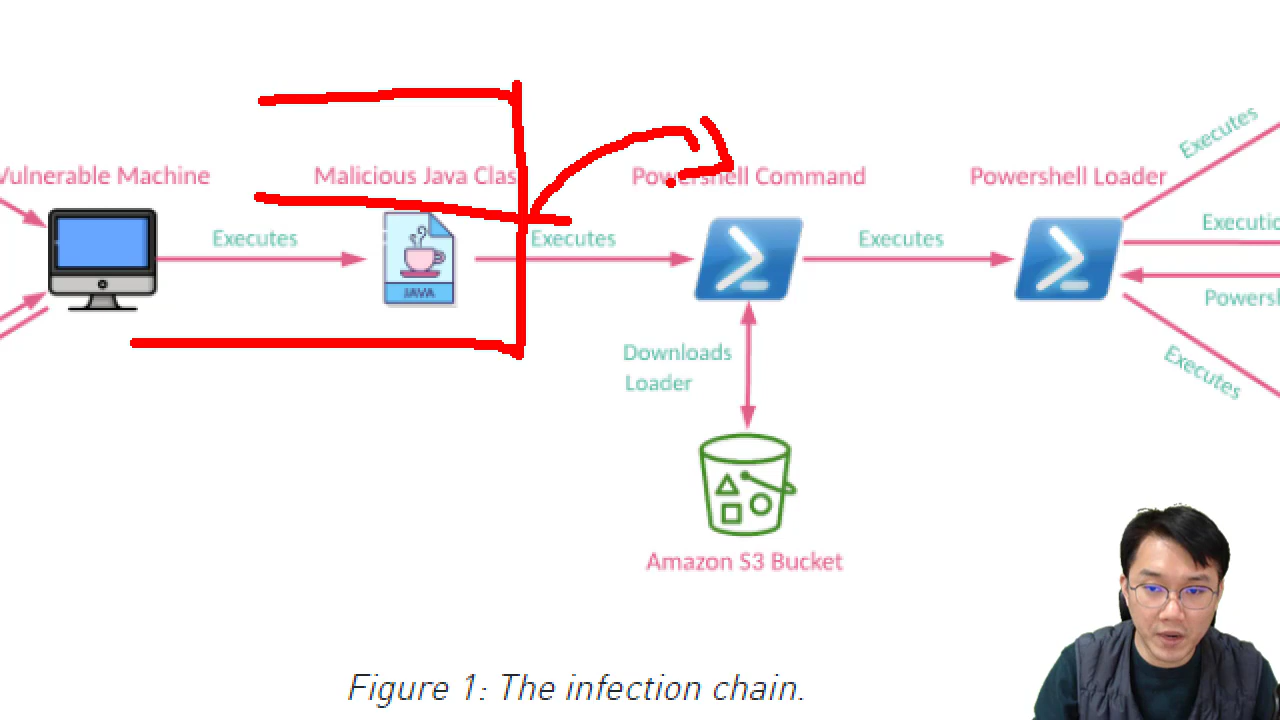 Executes
Vulnerable Machine
Malicious Java Clas
Powershell Command
Powershell Loader
Executes
Executes
Executes
Executio
JAVA
Powersh
Downloads
Loader
Executes
Amazon S3 Bucket
Figure 1: The infection chain.